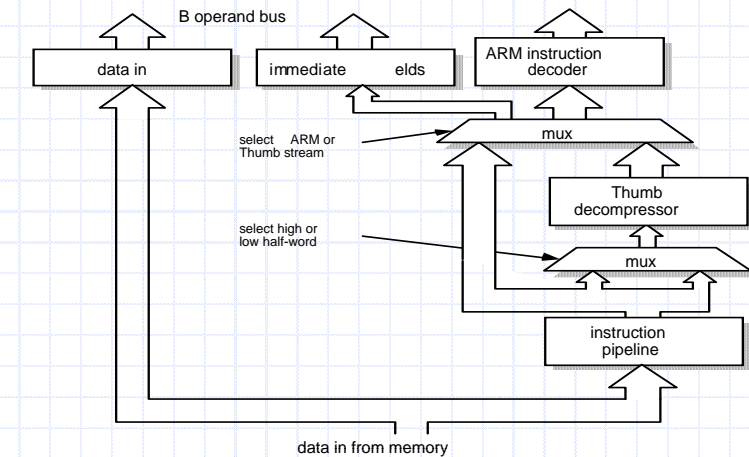 B operand bus
data in
immediate elds
ARM instruction
decoder
mux
select ARM or
Thumb stream
Thumb
decompressor
select high or
low half-word
mux
instruction
pipeline
data in from memory